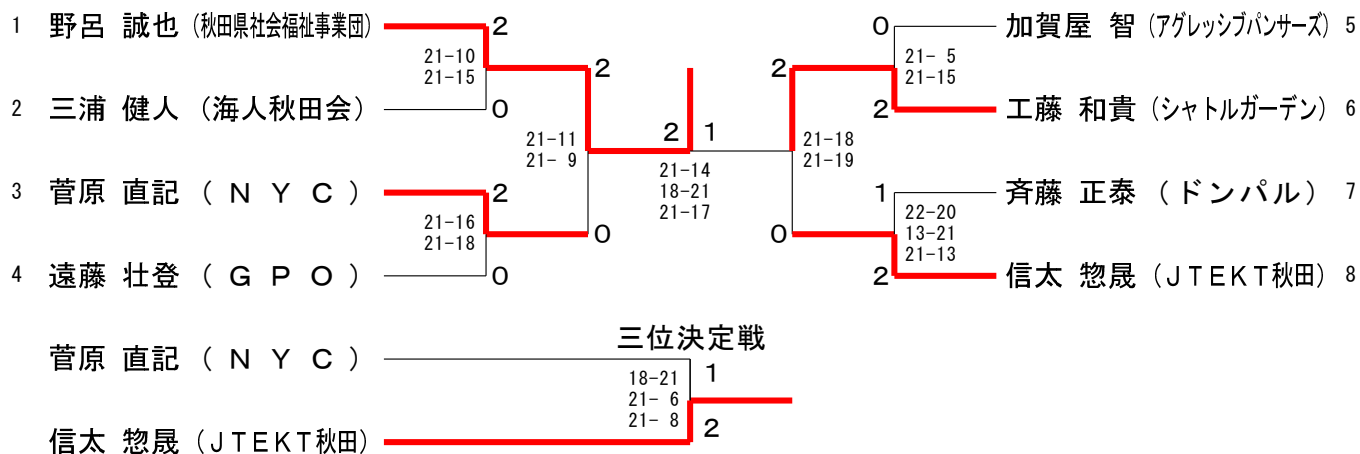 1 野呂 誠也 (秋田県社会福祉事業団) 2 0 加賀屋 智 (アグレッシブパンサーズ) 5
21-10 21- 5
21-15 2 2 21-15
2 三浦 健人 (海人秋田会) 0 2 工藤 和貴 (シャトルガーデン) 6
21-11 2 1 21-18
21- 9 21-19
21-14
18-21
21-17
3 菅原 直記 (ＮＹＣ) 2 1 斉藤 正泰 (ドンパル) 7
21-16 22-20
21-18 0 0 13-21
21-13
4 遠藤 壮登 (ＧＰＯ) 0 2 信太 惣晃 (ＪＴＥＫＴ秋田) 8
三位決定戦
菅原 直記 (ＮＹＣ) 1
18-21
21- 6
21- 8
信太 惣晃 (ＪＴＥＫＴ秋田) 2